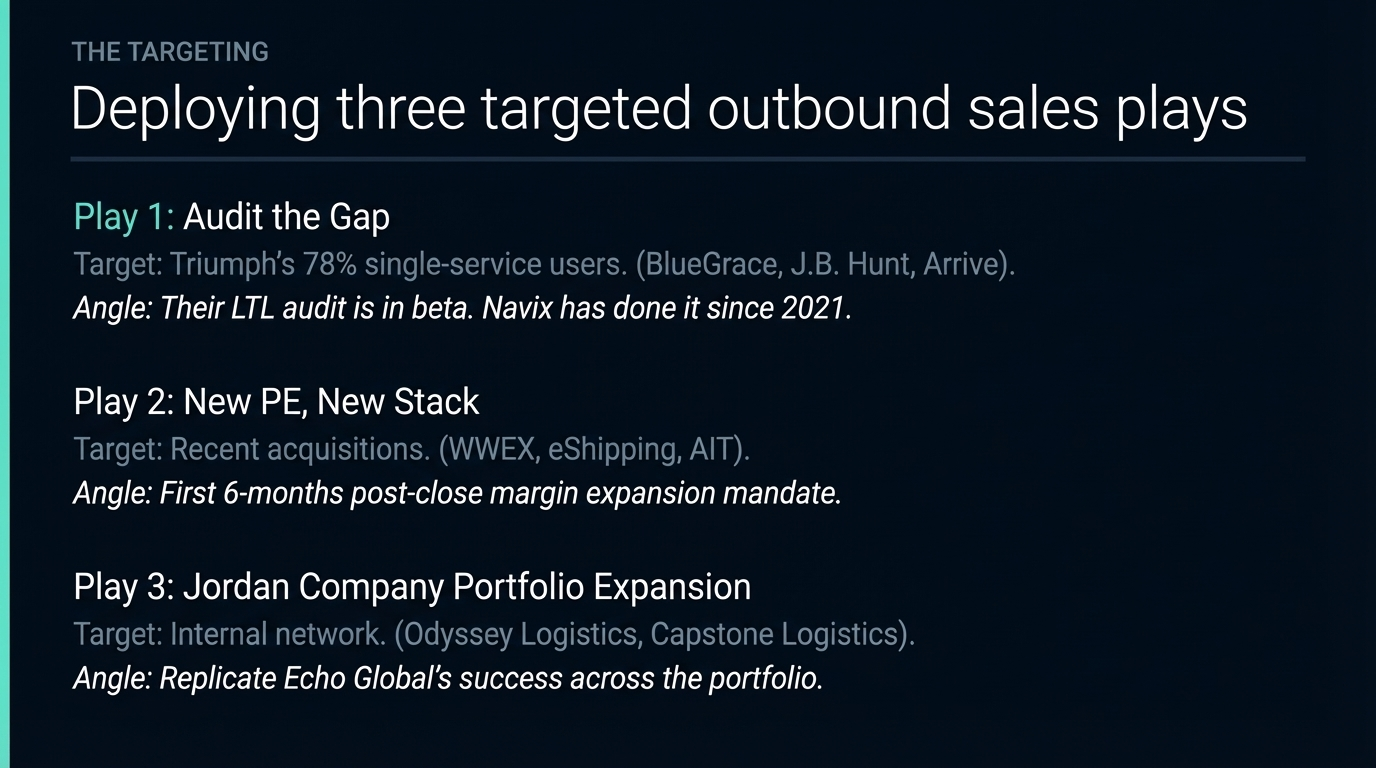 THE TARGETING
Deploying three targeted outbound sales plays
Play 1: Audit the Gap
Target: Triumph’s 78% single-service users. (BlueGrace, J.B. Hunt, Arrive).
Angle: Their LTL audit is in beta. Navix has done it since 2021.
Play 2: New PE, New Stack
Target: Recent acquisitions. (WWEX, eShipping, AIT).
Angle: First 6-months post-close margin expansion mandate.
Play 3: Jordan Company Portfolio Expansion
Target: Internal network. (Odyssey Logistics, Capstone Logistics).
Angle: Replicate Echo Global’s success across the portfolio.